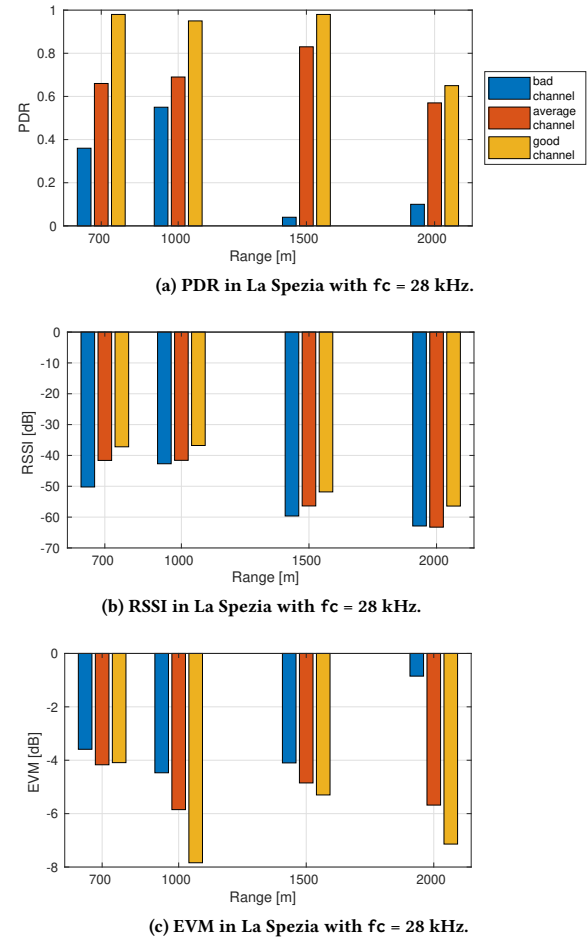 1
0.8
0.6
0.4
0.2
0
PDR
700
1000
1500
2000
Range [m]
bad
channel
average
channel
good
channel
(a) PDR in La Spezia with fc = 28 kHz.
0
-10
-20
-30
-40
-50
-60
-70
RSSI [dB]
700
1000
1500
2000
Range [m]
(b) RSSI in La Spezia with fc = 28 kHz.
0
-2
-4
-6
-8
EVM [dB]
700
1000
1500
2000
Range [m]
(c) EVM in La Spezia with fc = 28 kHz.